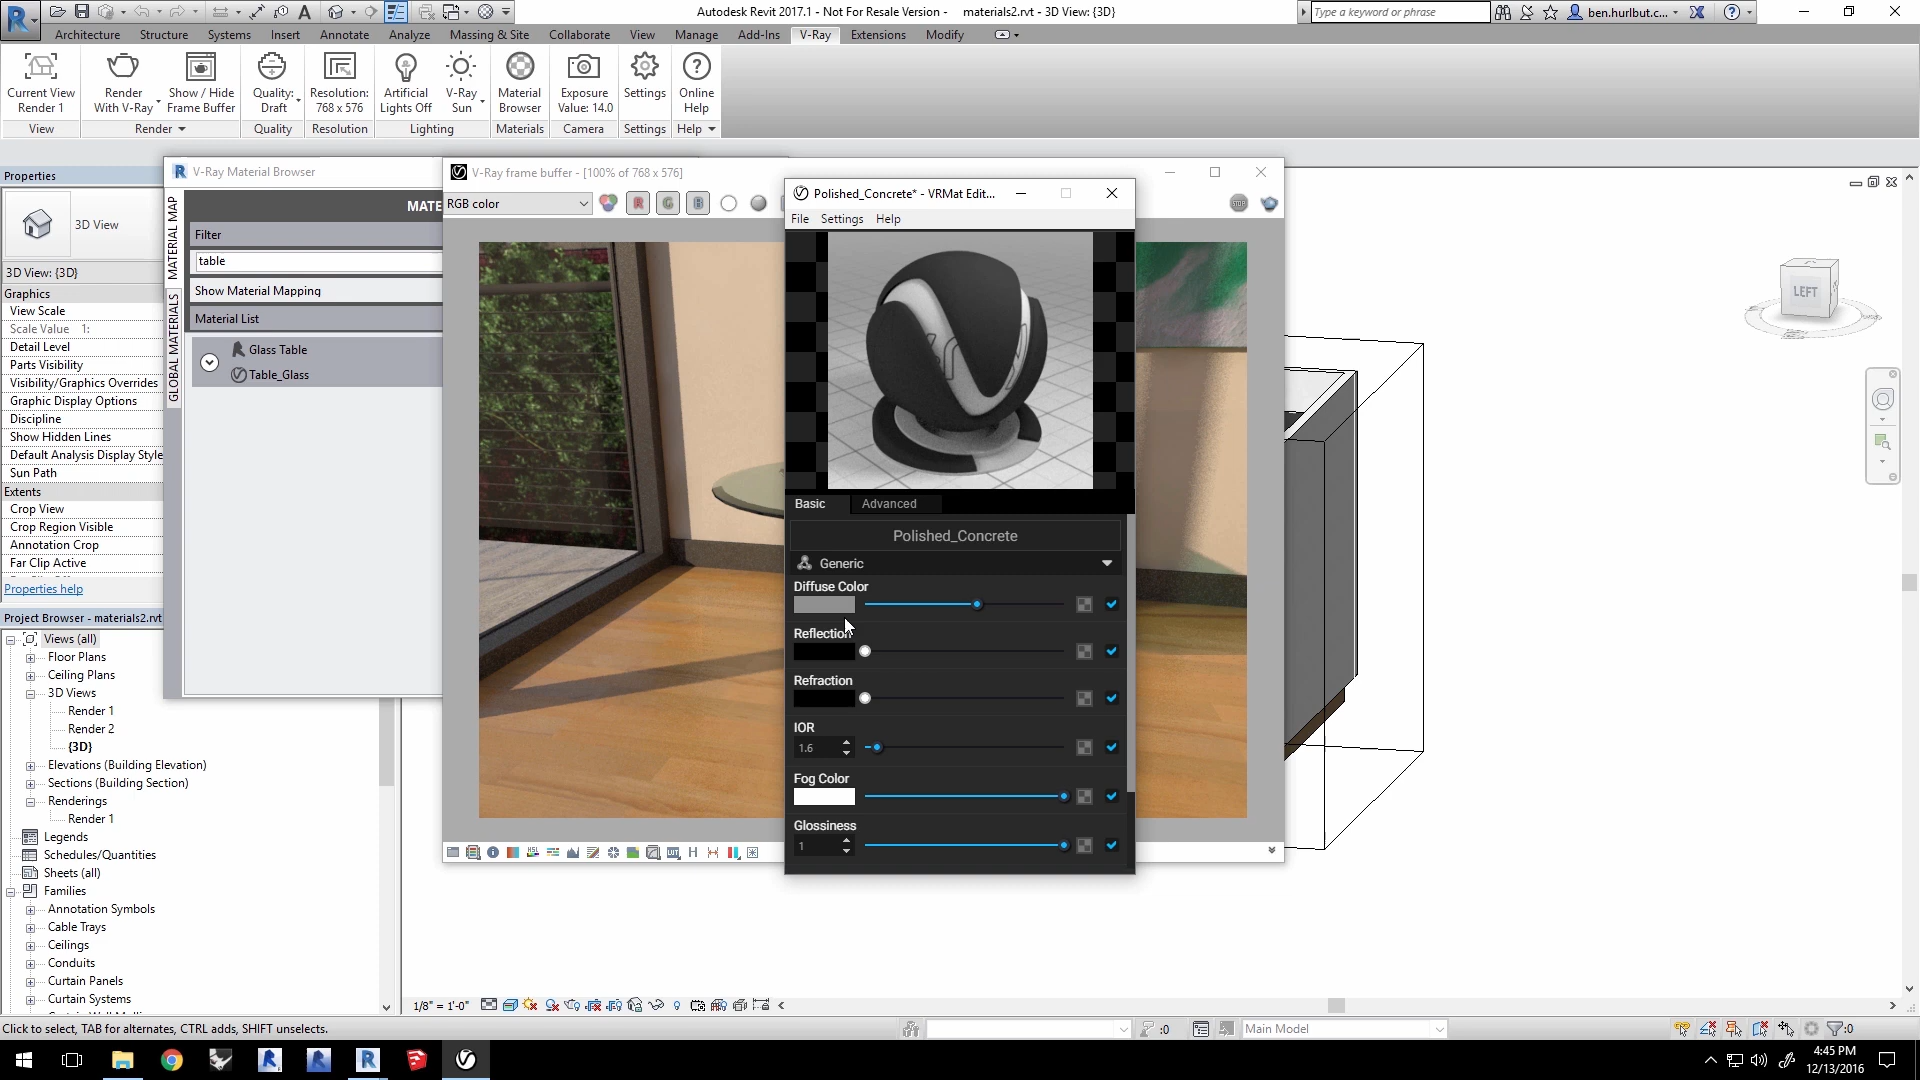 Autodesk Revit 2017.1 - Not For Resale Version - materials2.rvt - 3D View: {3D}
Type a keyword or phrase
ben.hurlbut.c...
Architecture Structure Systems Insert Annotate Analyze Massing & Site Collaborate View Manage Add-Ins V-Ray Extensions Modify
Current View
Render 1
Render
With V-Ray
Show / Hide
Frame Buffer
Quality:
Draft
Resolution:
768 x 576
Artificial
Lights Off
V-Ray
Sun
Material
Browser
Exposure
Value: 14.0
Settings
Online
Help
View Render Quality Resolution Lighting Materials Camera Settings Help
Properties
3D View
3D View: {3D}
Graphics
View Scale
Scale Value 1:
Detail Level
Parts Visibility
Visibility/Graphics Overrides
Graphic Display Options
Discipline
Show Hidden Lines
Default Analysis Display Style
Sun Path
Extents
Crop View
Crop Region Visible
Annotation Crop
Far Clip Active
Properties help
Project Browser - materials2.rvt
Views (all)
Floor Plans
Ceiling Plans
3D Views
Render 1
Render 2
{3D}
Elevations (Building Elevation)
Sections (Building Section)
Renderings
Render 1
Legends
Schedules/Quantities
Sheets (all)
Families
Annotation Symbols
Cable Trays
Ceilings
Conduits
Curtain Panels
Curtain Systems
V-Ray Material Browser
MATERIAL MAP
GLOBAL MATERIALS
MATE
Filter
table
Show Material Mapping
Material List
Glass Table
Table_Glass
V-Ray frame buffer - [100% of 768 x 576]
RGB color
R G B
STOP
Polished_Concrete* - VRMat Edit...
File Settings Help
Basic Advanced
Polished_Concrete
Generic
Diffuse Color
Reflection
Refraction
IOR
1.6
Fog Color
Glossiness
1
HSL
LUT
H
LEFT
1/8" = 1'-0"
Click to select, TAB for alternates, CTRL adds, SHIFT unselects.
:0
Main Model
:0
4:45 PM
12/13/2016